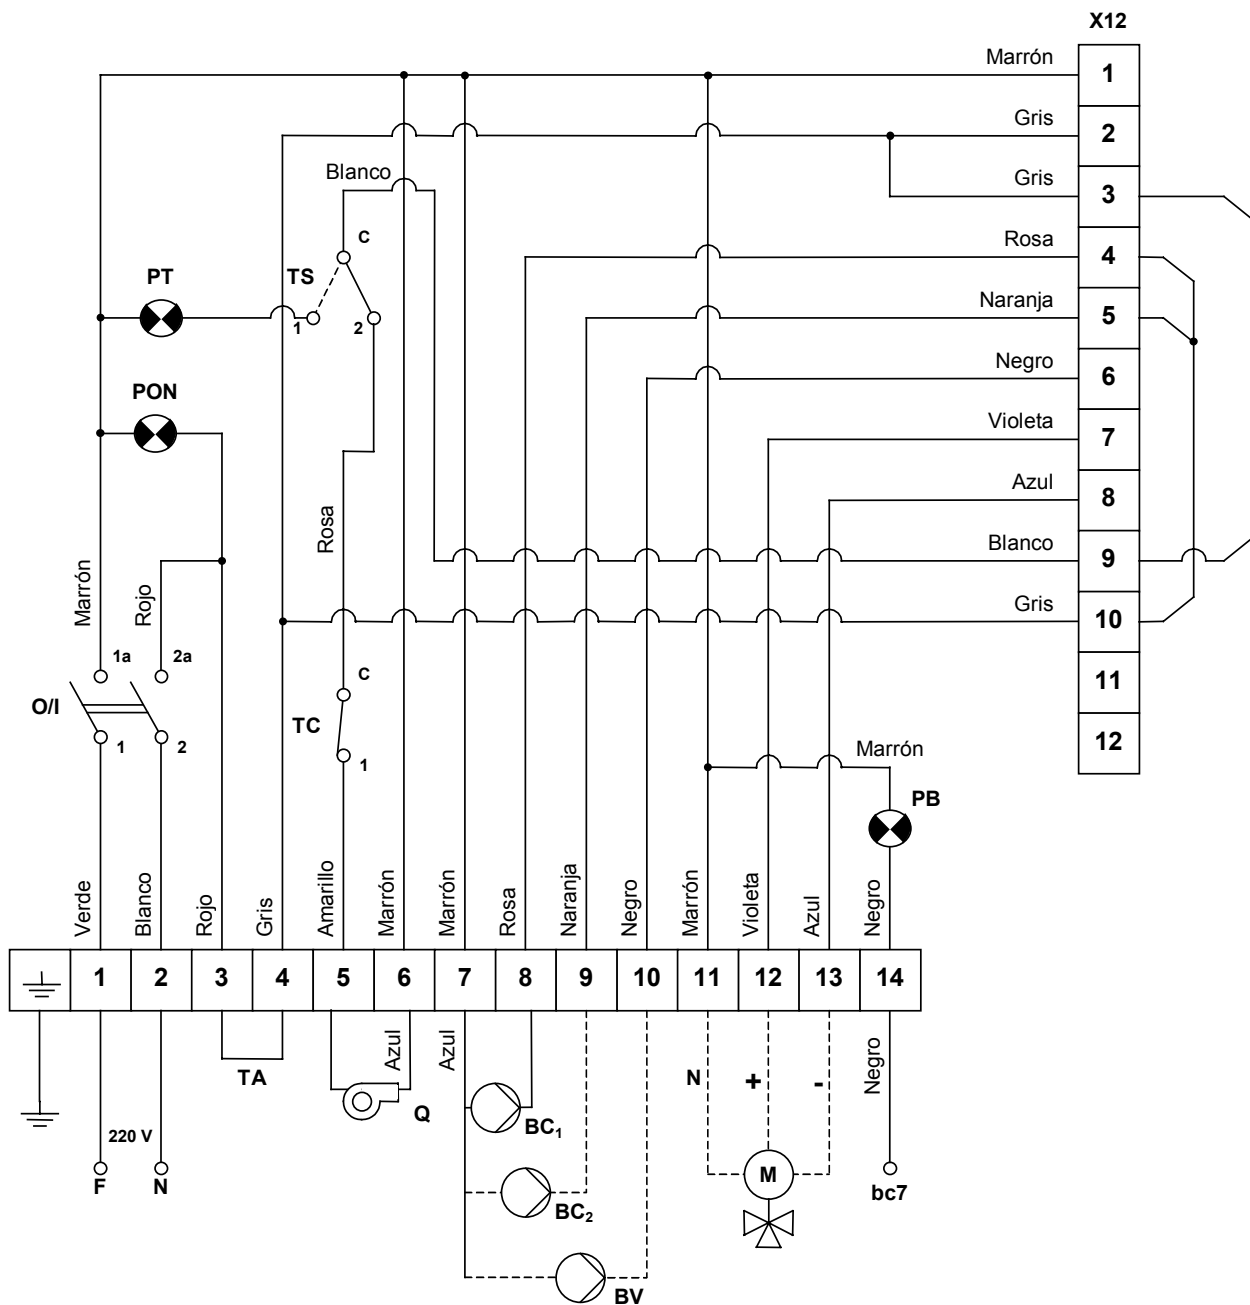 X12
Marrón
1
Gris
2
Blanco
Gris
3
Rosa
4
C
PT
TS
Naranja
5
1
2
Negro
6
PON
Violeta
7
Azul
8
Rosa
Blanco
9
Marrón
Rojo
Gris
10
1a
2a
C
11
O/I
TC
12
1
2
1
Marrón
PB
Verde
Blanco
Rojo
Gris
Amarillo
Marrón
Marrón
Rosa
Naranja
Negro
Marrón
Violeta
Azul
Negro
1 2 3 4 5 6 7 8 9 10 11 12 13 14
Azul
Azul
Negro
TA
N
+
-
Q
BC₁
220 V
F
N
M
bc7
BC₂
BV